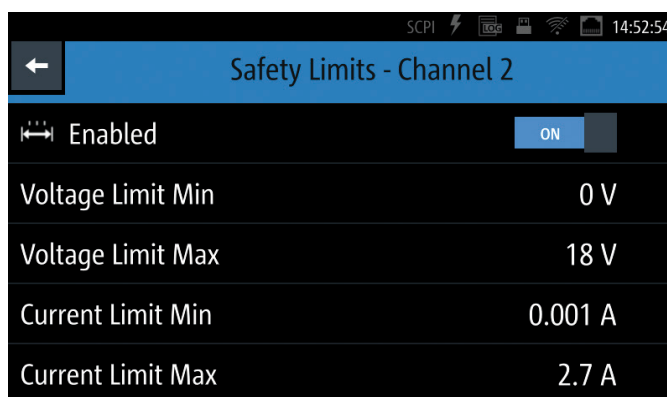 SCPI LOG 14:52:54
Safety Limits - Channel 2
Enabled ON
Voltage Limit Min 0 V
Voltage Limit Max 18 V
Current Limit Min 0.001 A
Current Limit Max 2.7 A